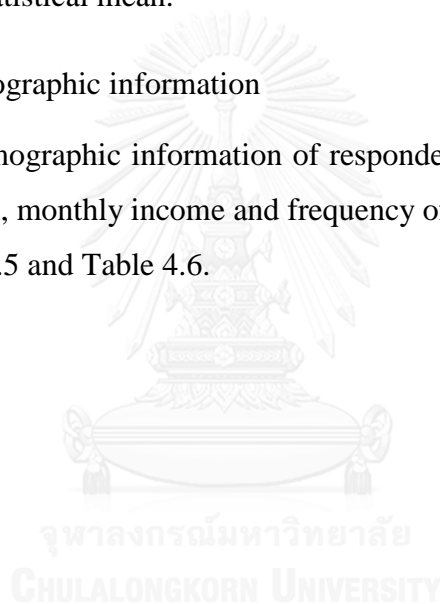 atistical mean.
ographic information
nographic information of responde
, monthly income and frequency of
.5 and Table 4.6.
จุฬาลงกรณ์มหาวิทยาลัย
CHULALONGKORN UNIVERSITY